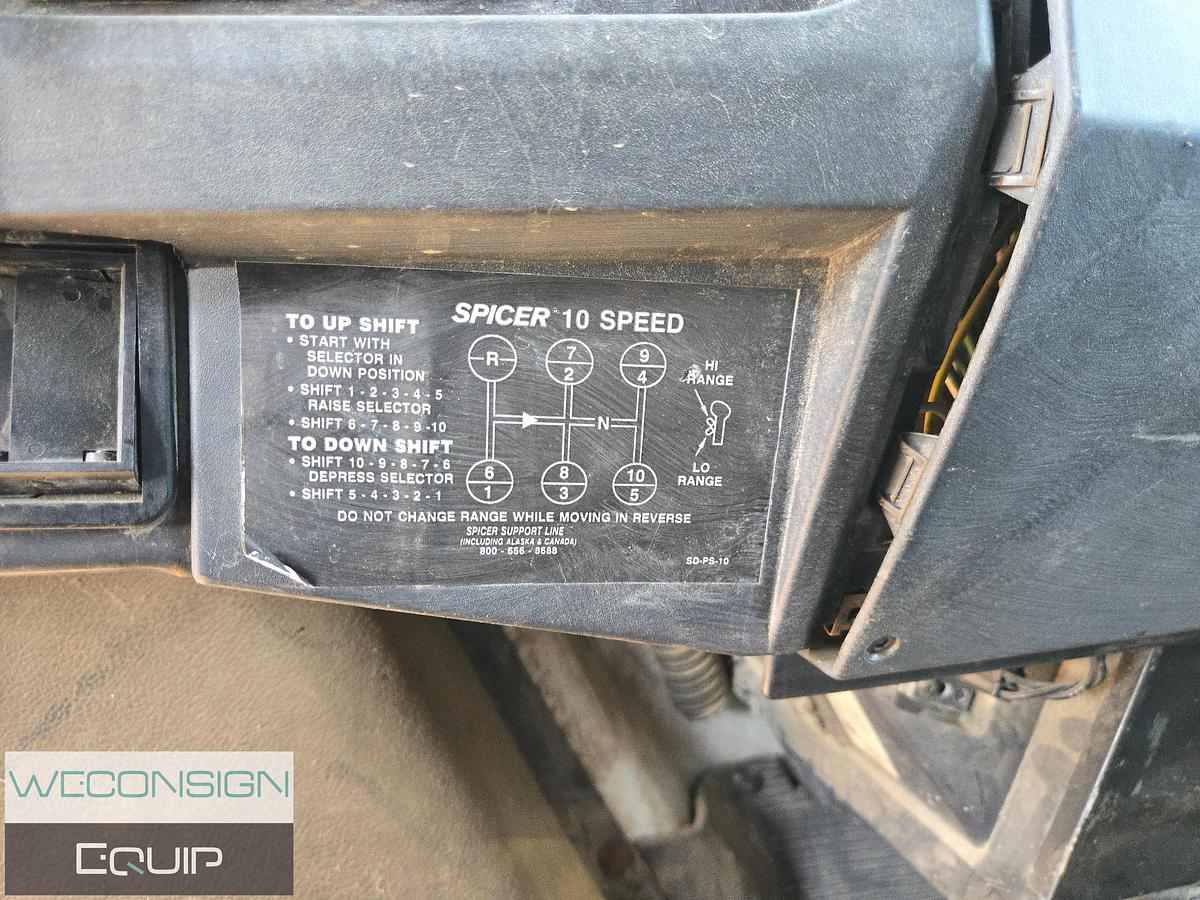 SPICER 10 SPEED
TO UP SHIFT
• START WITH
SELECTOR IN
DOWN POSITION
• SHIFT 1 - 2 - 3 - 4 - 5
RAISE SELECTOR
• SHIFT 6 - 7 - 8 - 9 -10
TO DOWN SHIFT
• SHIFT 10 - 9 - 8 - 7 - 6
DEPRESS SELECTOR
• SHIFT 5 - 4 - 3 - 2 - 1
R 7 9
2 4
HI
RANGE
N
6 8 10
1 3 5
LO
RANGE
DO NOT CHANGE RANGE WHILE MOVING IN REVERSE
SPICER SUPPORT LINE
(INCLUDING ALASKA & CANADA)
800 - 666 - 8688
SD-PS-10
WECONSIGN
EQUIP